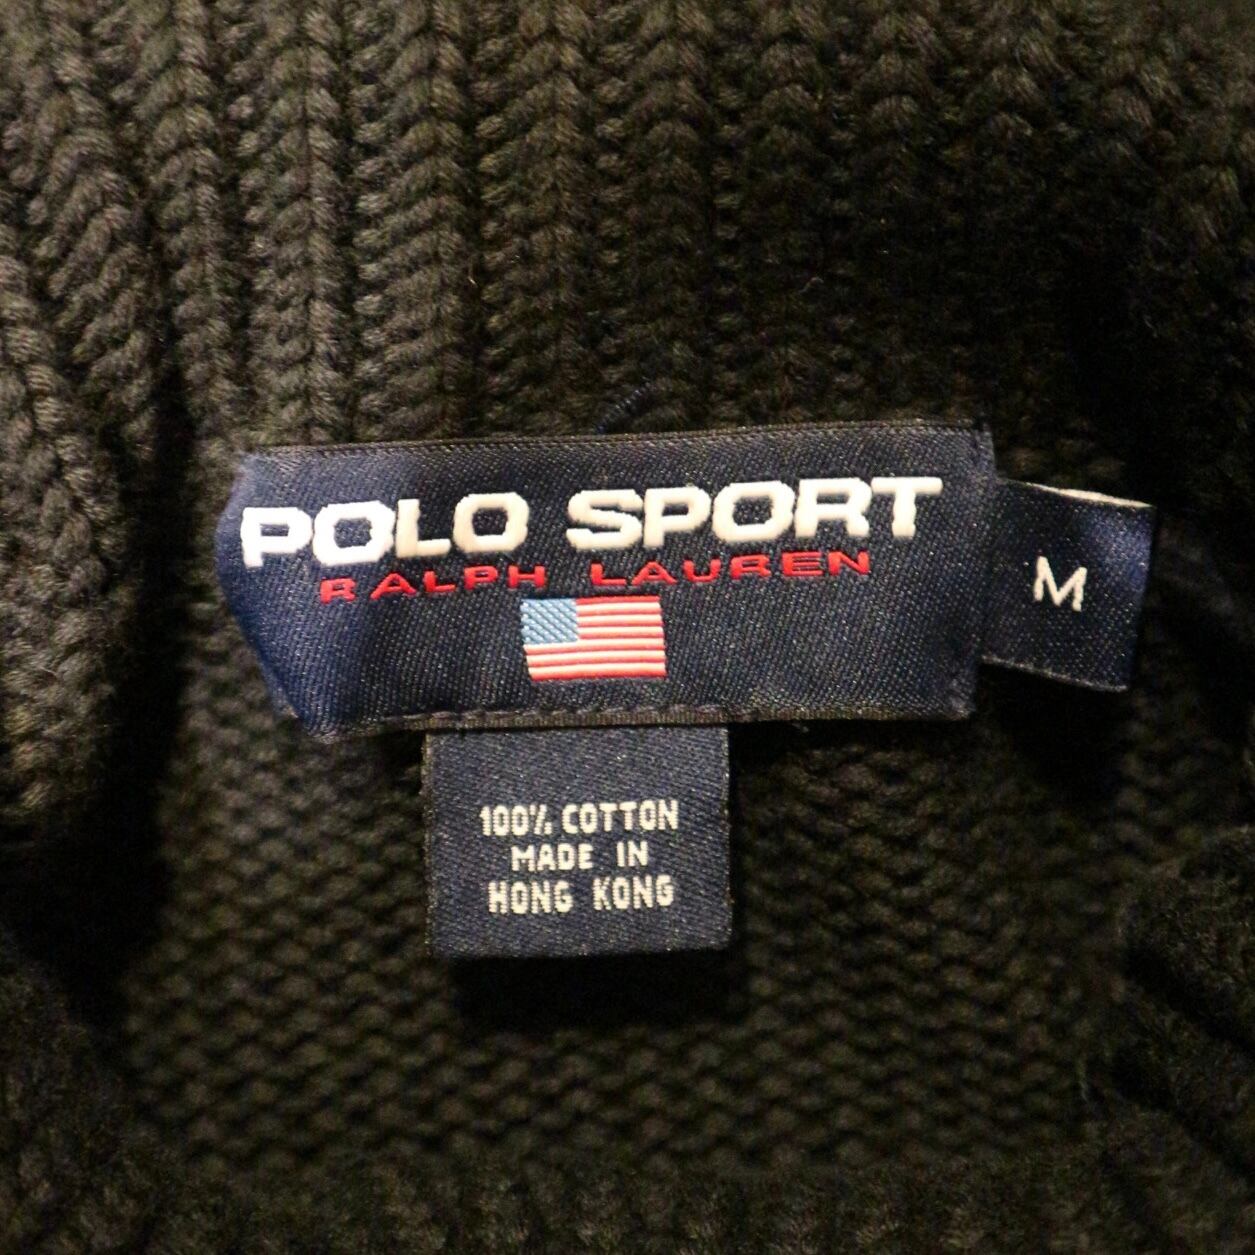 POLO SPORT
RALPH LAUREN
M
100% COTTON
MADE IN
HONG KONG